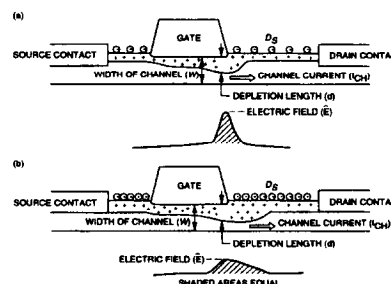 (a)
GATE
D_S
SOURCE CONTACT
DRAIN CONTA
WIDTH OF CHANNEL (W)
CHANNEL CURRENT (I_CH)
DEPLETION LENGTH (d)
ELECTRIC FIELD (Ē)
(b)
GATE
D_S
SOURCE CONTACT
DRAIN CONTA
WIDTH OF CHANNEL (W)
CHANNEL CURRENT (I_CH)
DEPLETION LENGTH (d)
ELECTRIC FIELD (Ē)
SHADED AREAS EQUAL